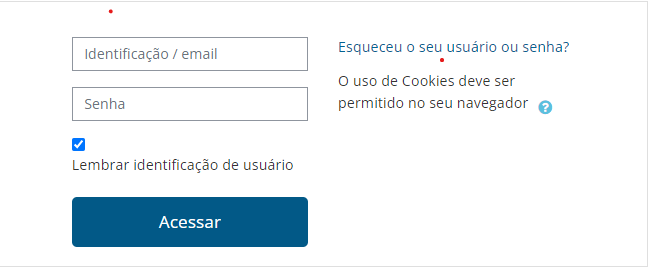 Identificação / email
Senha
Lembrar identificação de usuário
Acessar
Esqueceu o seu usuário ou senha?
O uso de Cookies deve ser
permitido no seu navegador ?